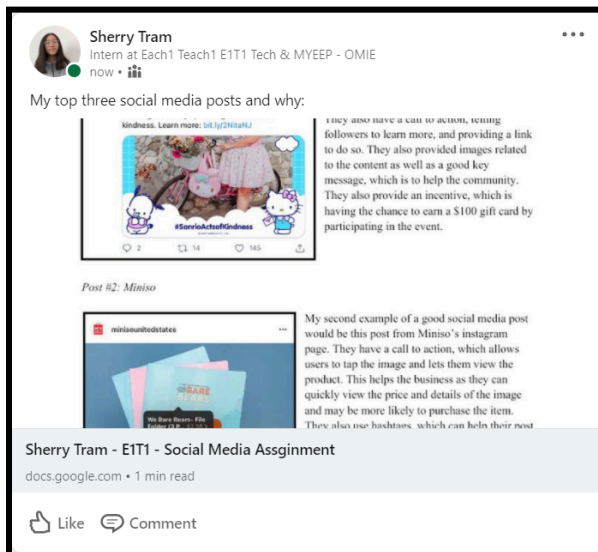 Sherry Tram
Intern at Each1 Teach1 E1T1 Tech & MYEEP - OMIE
now •
My top three social media posts and why:
kindness. Learn more: bit.ly/2NitaNJ
#SanrioActsofKindness
2 14 145
They also have a call to action, telling
followers to learn more, and providing a link
to do so. They also provided images related
to the content as well as a good key
message, which is to help the community.
They also provide an incentive, which is
having the chance to earn a $100 gift card by
participating in the event.
Post #2: Miniso
minisounitedstates
BARE
BEARS
We Bare Bears- File
My second example of a good social media post
would be this post from Miniso's instagram
page. They have a call to action, which allows
users to tap the image and lets them view the
product. This helps the business as they can
quickly view the price and details of the image
and may be more likely to purchase the item.
They also use hashtags, which can help their post
Sherry Tram - E1T1 - Social Media Assginment
docs.google.com • 1 min read
Like Comment